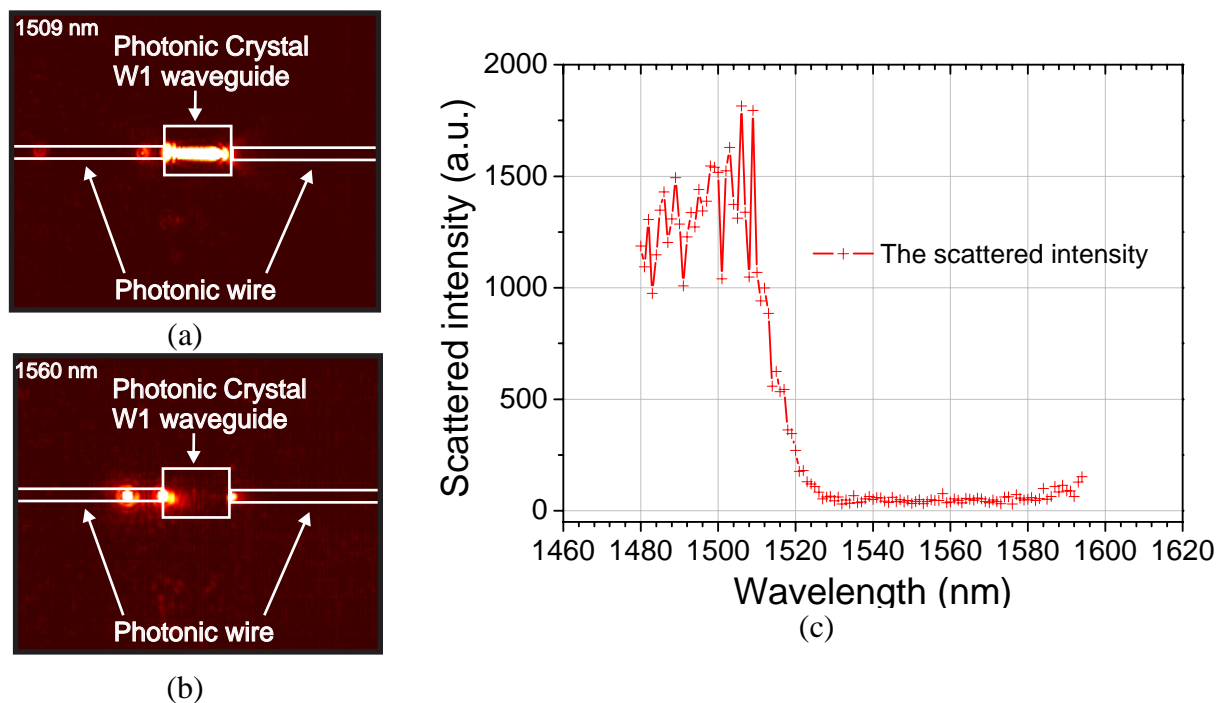 1509 nm
Photonic Crystal
W1 waveguide
Photonic wire
(a)
1560 nm
Photonic Crystal
W1 waveguide
Photonic wire
(b)
Scattered intensity (a.u.)
2000
1500
1000
500
0
The scattered intensity
1460 1480 1500 1520 1540 1560 1580 1600 1620
Wavelength (nm)
(c)